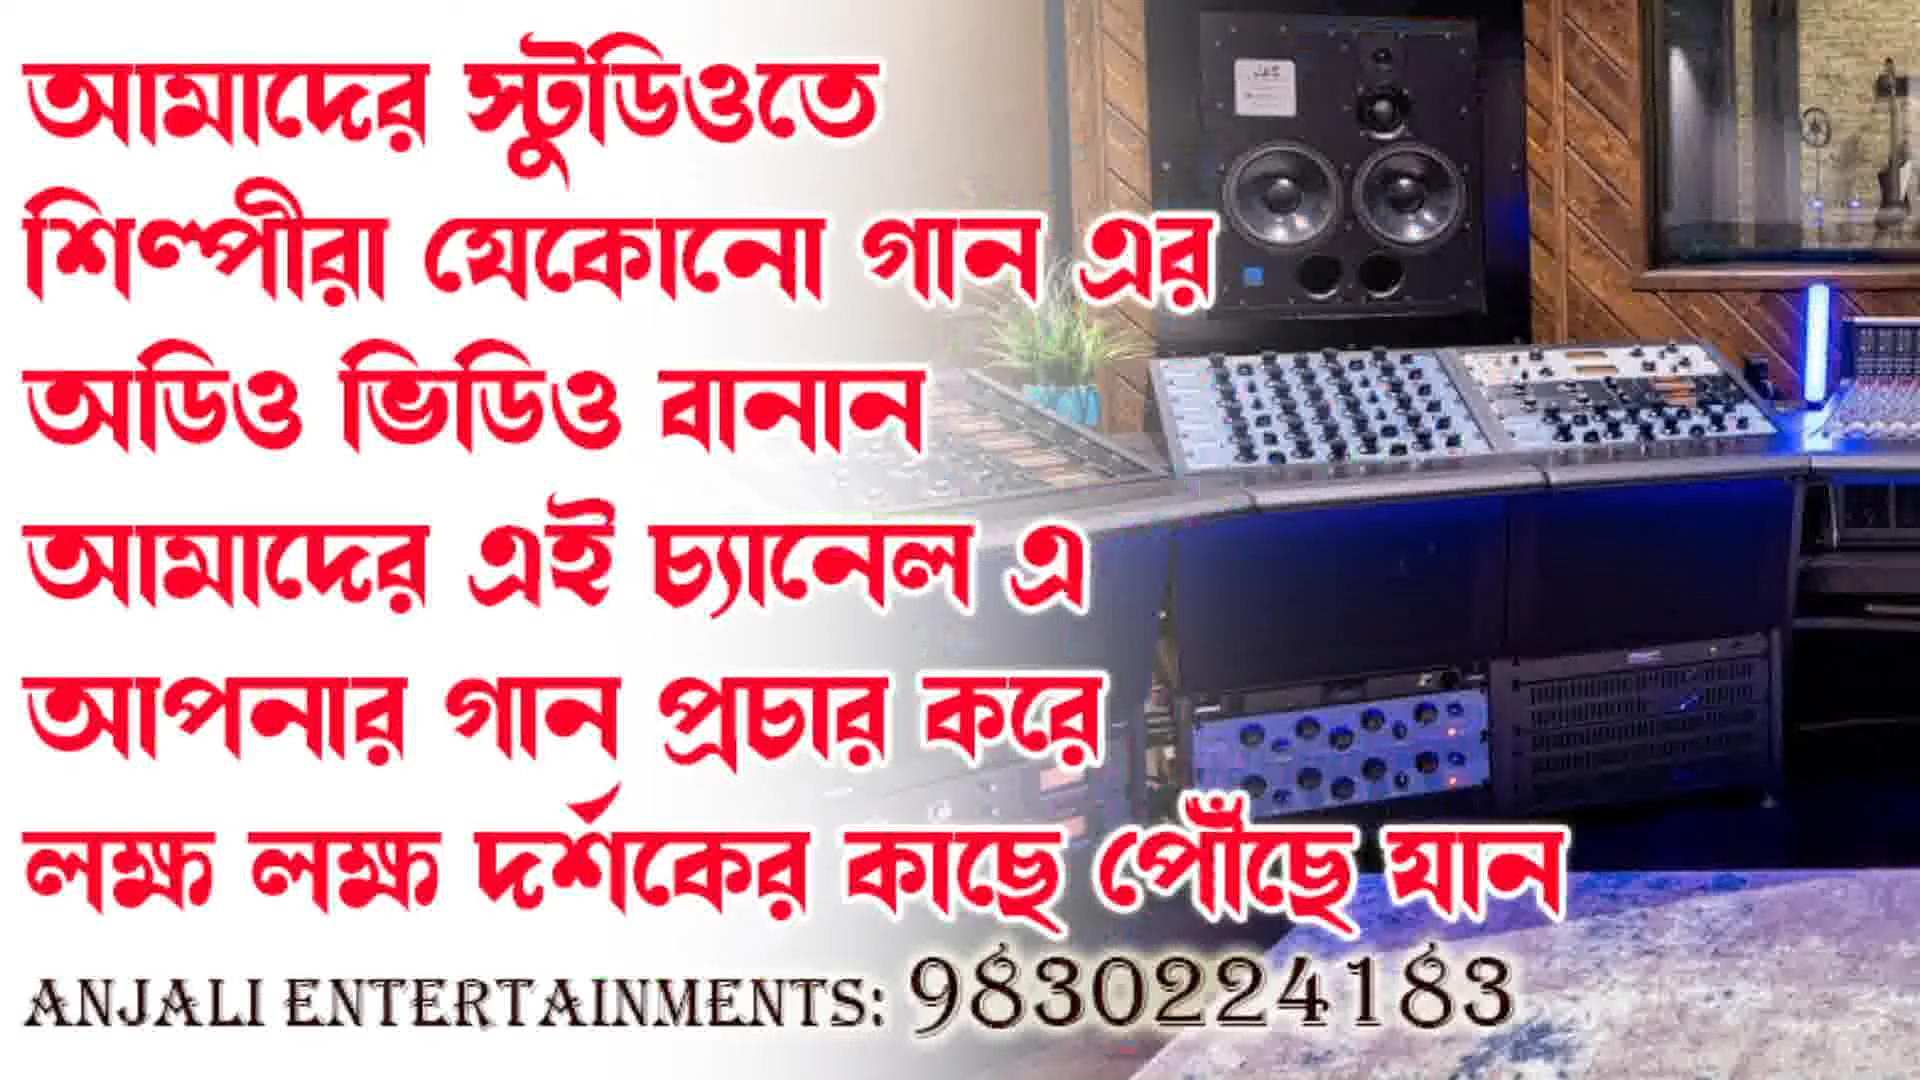 আমাদের স্টুডিওতে
শিল্পীরা যেকোনো গান এর
অডিও ভিডিও বানান
আমাদের এই চ্যানেল এ
আপনার গান প্রচার করে
লক্ষ লক্ষ দর্শকের কাছে পৌঁছে যান
ANJALI ENTERTAINMENTS: 9830224183